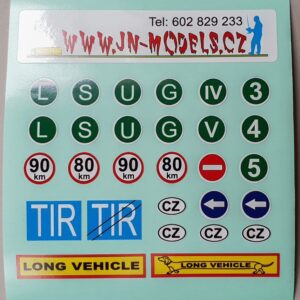 Tel: 602 829 233
WWW.JN-MODELS.CZ
L S U G IV 3
L S U G V 4
90 km 80 km 90 km 80 km 5
TIR TIR CZ
CZ CZ CZ
LONG VEHICLE LONG VEHICLE